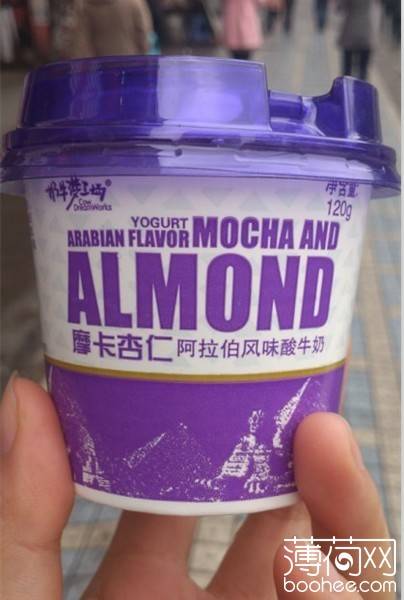 奶牛梦工场®
Cow
DreamWorks
净含量:
120g
YOGURT
ARABIAN FLAVOR MOCHA AND
ALMOND
摩卡杏仁 阿拉伯风味酸牛奶
薄荷网
boohee.com